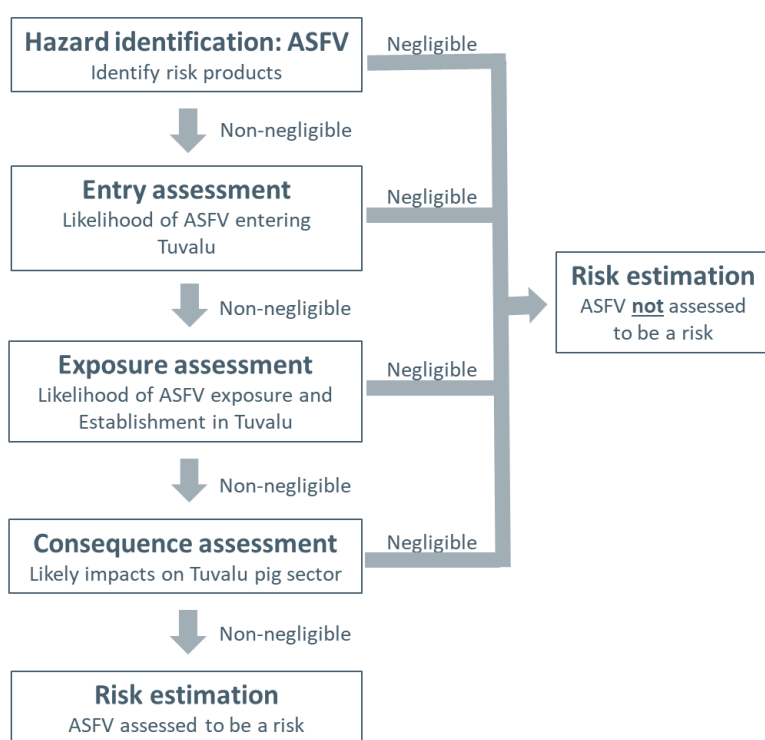 Hazard identification: ASFV
Identify risk products
Negligible
Non-negligible
Entry assessment
Likelihood of ASFV entering
Tuvalu
Negligible
Non-negligible
Risk estimation
ASFV not assessed
to be a risk
Exposure assessment
Likelihood of ASFV exposure and
Establishment in Tuvalu
Negligible
Non-negligible
Consequence assessment
Likely impacts on Tuvalu pig sector
Negligible
Non-negligible
Risk estimation
ASFV assessed to be a risk